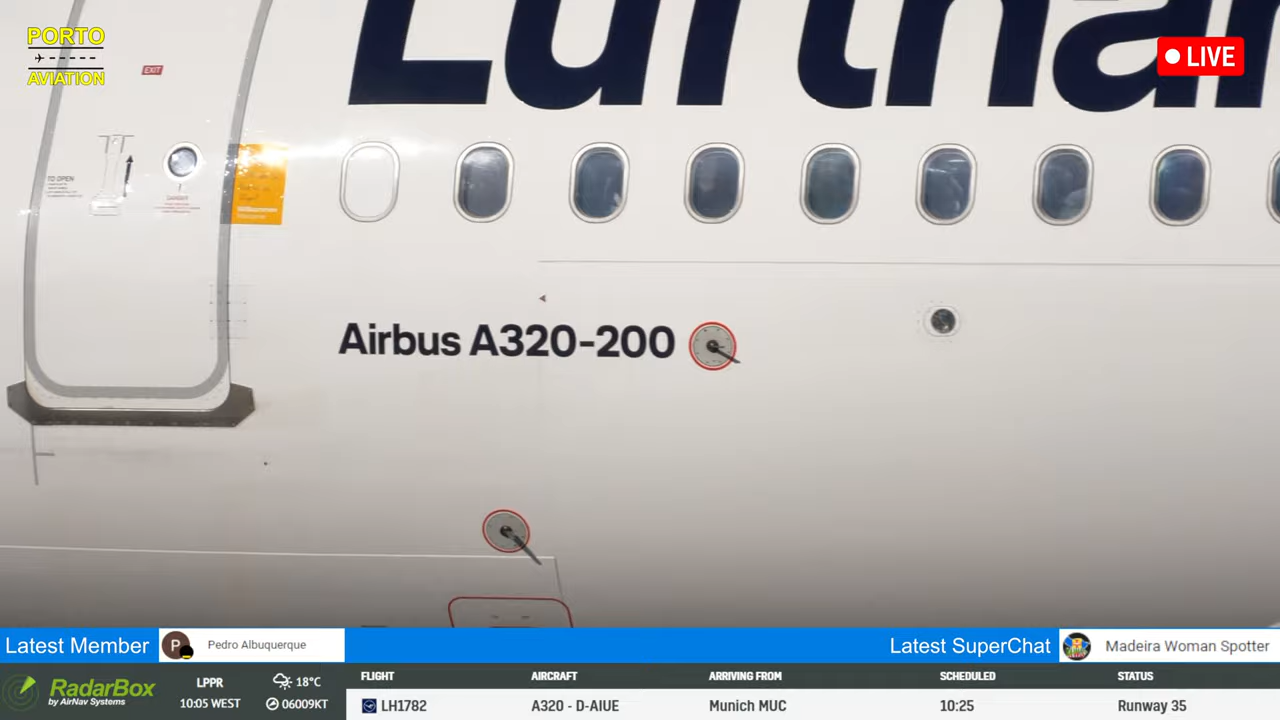 PORTO
AVIATION
EXIT
Luftha
LIVE
TO OPEN
Willkommen
Airbus A320-200
Latest Member
P
Pedro Albuquerque
Latest SuperChat
Madeira Woman Spotter
RadarBox
by AirNav Systems
LPPR
18°C
10:05 WEST
06009KT
FLIGHT
AIRCRAFT
ARRIVING FROM
SCHEDULED
STATUS
LH1782
A320 - D-AIUE
Munich MUC
10:25
Runway 35